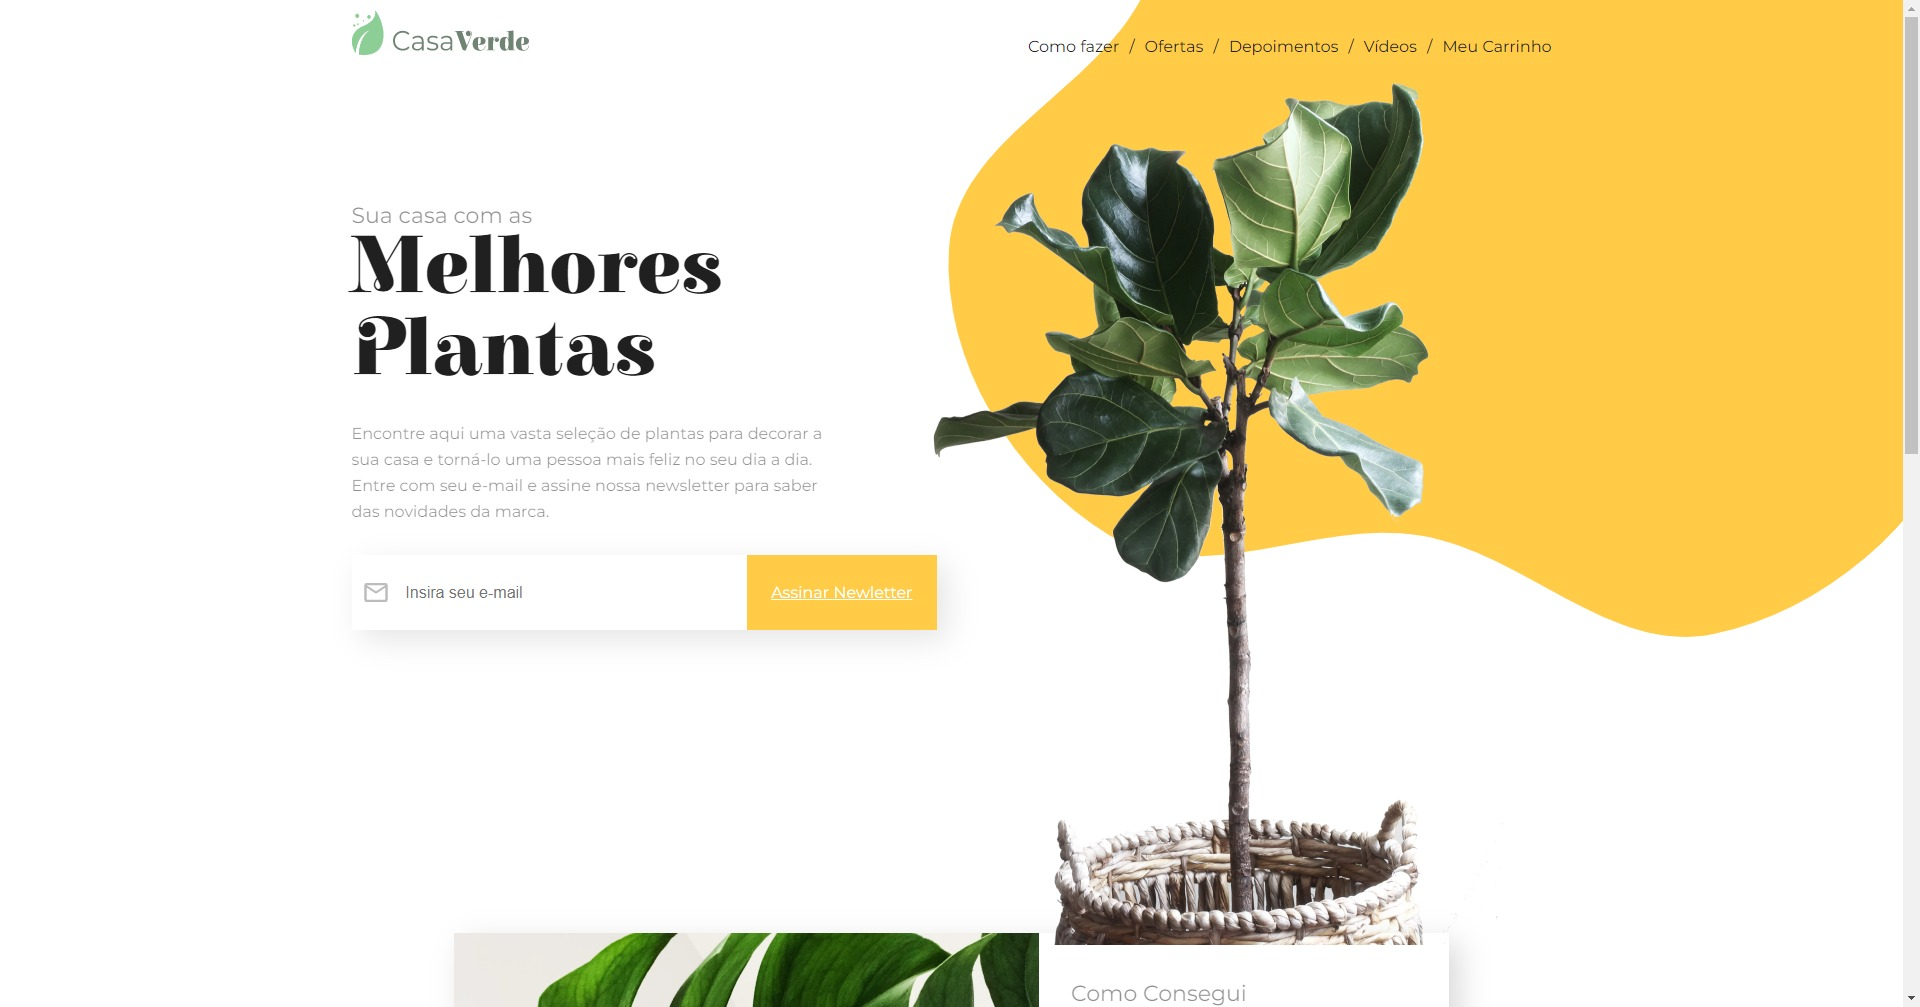 CasaVerde
Como fazer / Ofertas / Depoimentos / Vídeos / Meu Carrinho
Sua casa com as
Melhores
Plantas
Encontre aqui uma vasta seleção de plantas para decorar a
sua casa e torná-lo uma pessoa mais feliz no seu dia a dia.
Entre com seu e-mail e assine nossa newsletter para saber
das novidades da marca.
Insira seu e-mail
Assinar Newletter
Como Consegui